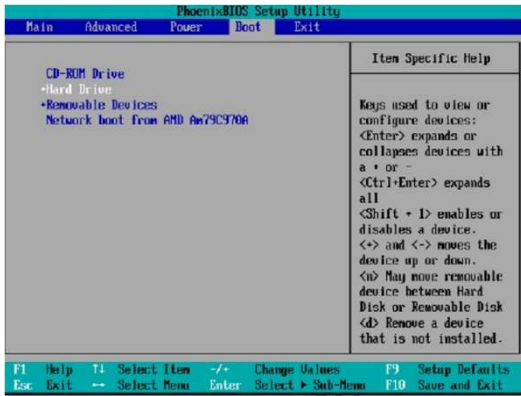 PhoenixBIOS Setup Utility
Main Advanced Power Boot Exit
CD-ROM Drive
+Hard Drive
+Removable Devices
Network boot from AMD Am79C970A
Item Specific Help
Keys used to view or
configure devices:
<Enter> expands or
collapses devices with
a + or -
<Ctrl+Enter> expands
all
<Shift + 1> enables or
disables a device.
<+> and <-> moves the
device up or down.
<n> May move removable
device between Hard
Disk or Removable Disk
<d> Remove a device
that is not installed.
F1 Help ↑↓ Select Item -/+ Change Values F9 Setup Defaults
Esc Exit ↔ Select Menu Enter Select ▶ Sub-Menu F10 Save and Exit